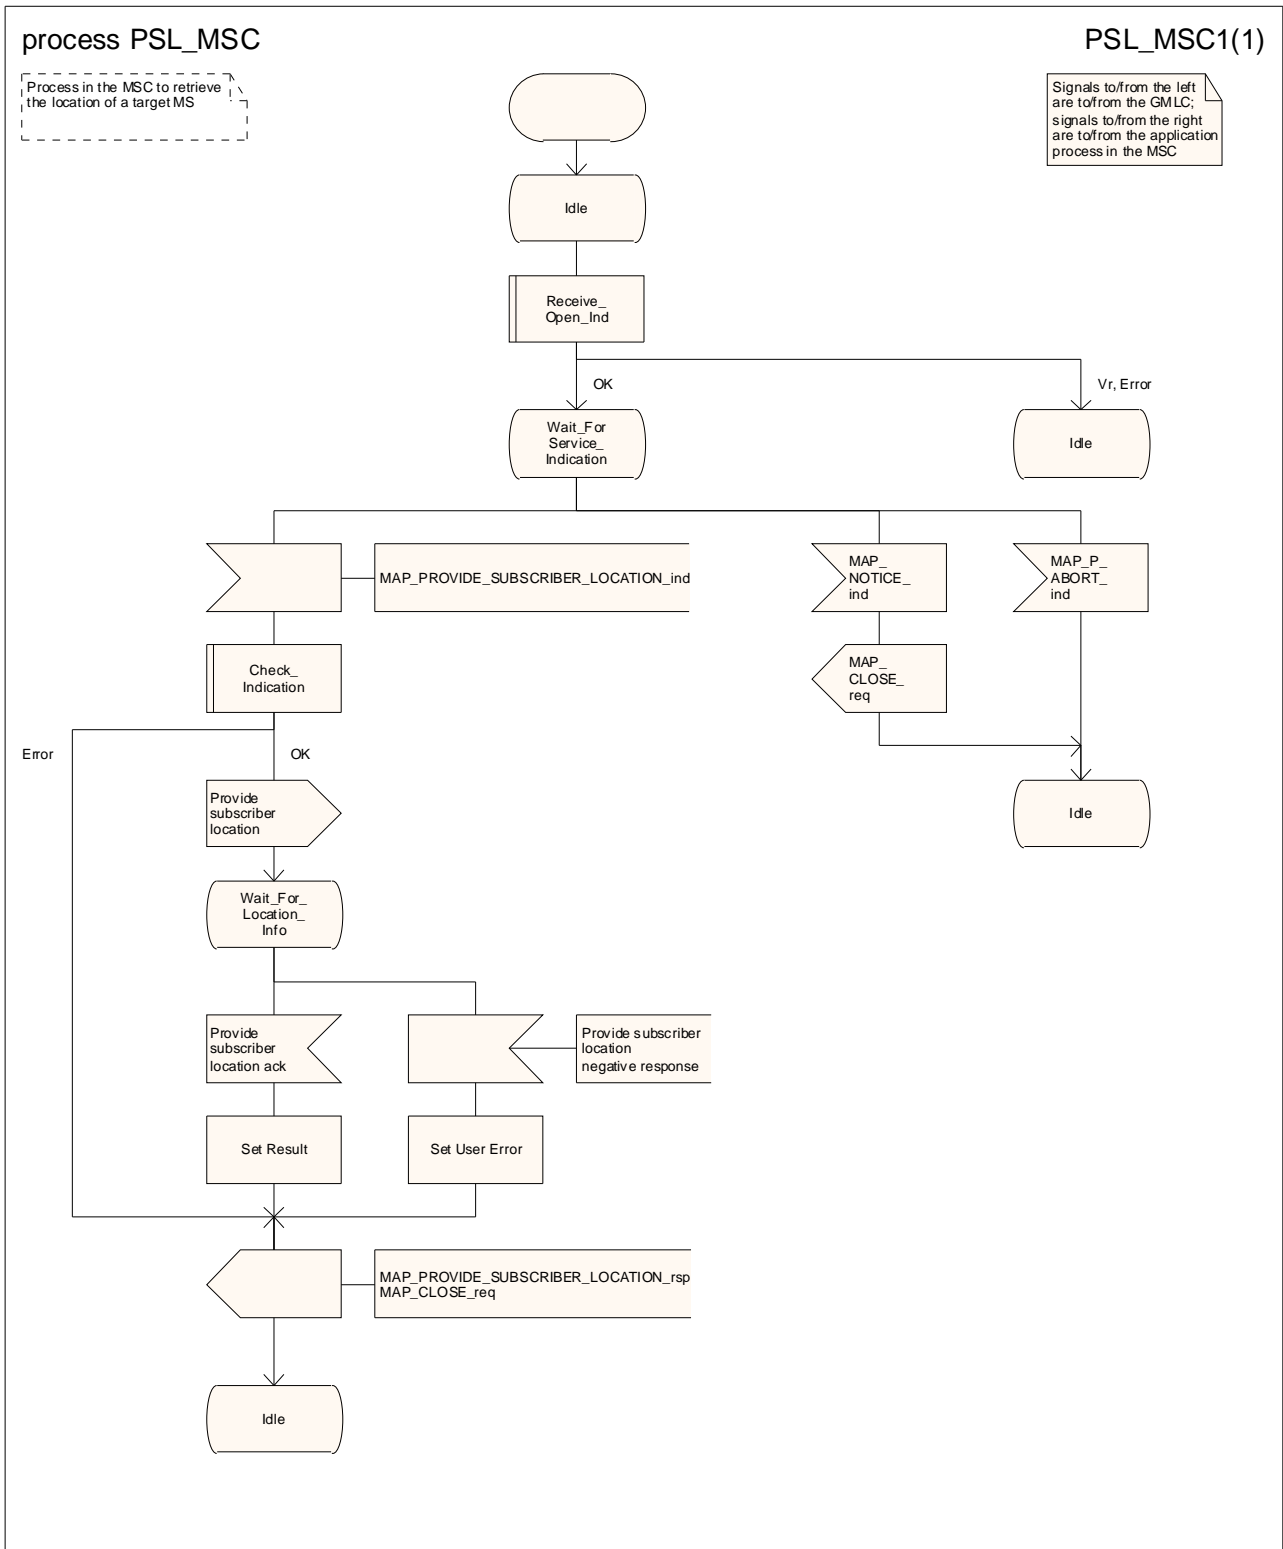 process PSL_MSC
PSL_MSC1(1)
Process in the MSC to retrieve
the location of a target MS
Signals to/from the left
are to/from the GMLC;
signals to/from the right
are to/from the application
process in the MSC
Idle
Receive_
Open_Ind
OK
Vr, Error
Wait_For
Service_
Indication
Idle
MAP_PROVIDE_SUBSCRIBER_LOCATION_ind
MAP_
NOTICE_
ind
MAP_P_
ABORT_
ind
Check_
Indication
MAP_
CLOSE_
req
Error
OK
Provide
subscriber
location
Idle
Wait_For_
Location_
Info
Provide
subscriber
location ack
Provide subscriber
location
negative response
Set Result
Set User Error
MAP_PROVIDE_SUBSCRIBER_LOCATION_rsp
MAP_CLOSE_req
Idle